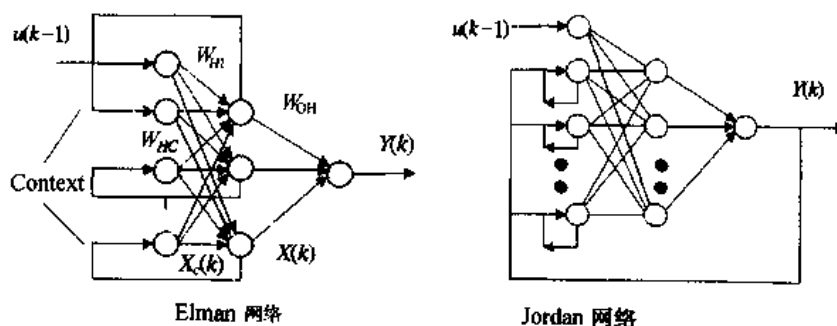 u(k−1)
W_HI
W_OH
W_HC
Y(k)
Context
X_c(k)
X(k)
Elman 网络
u(k−1)
Y(k)
Jordan 网络